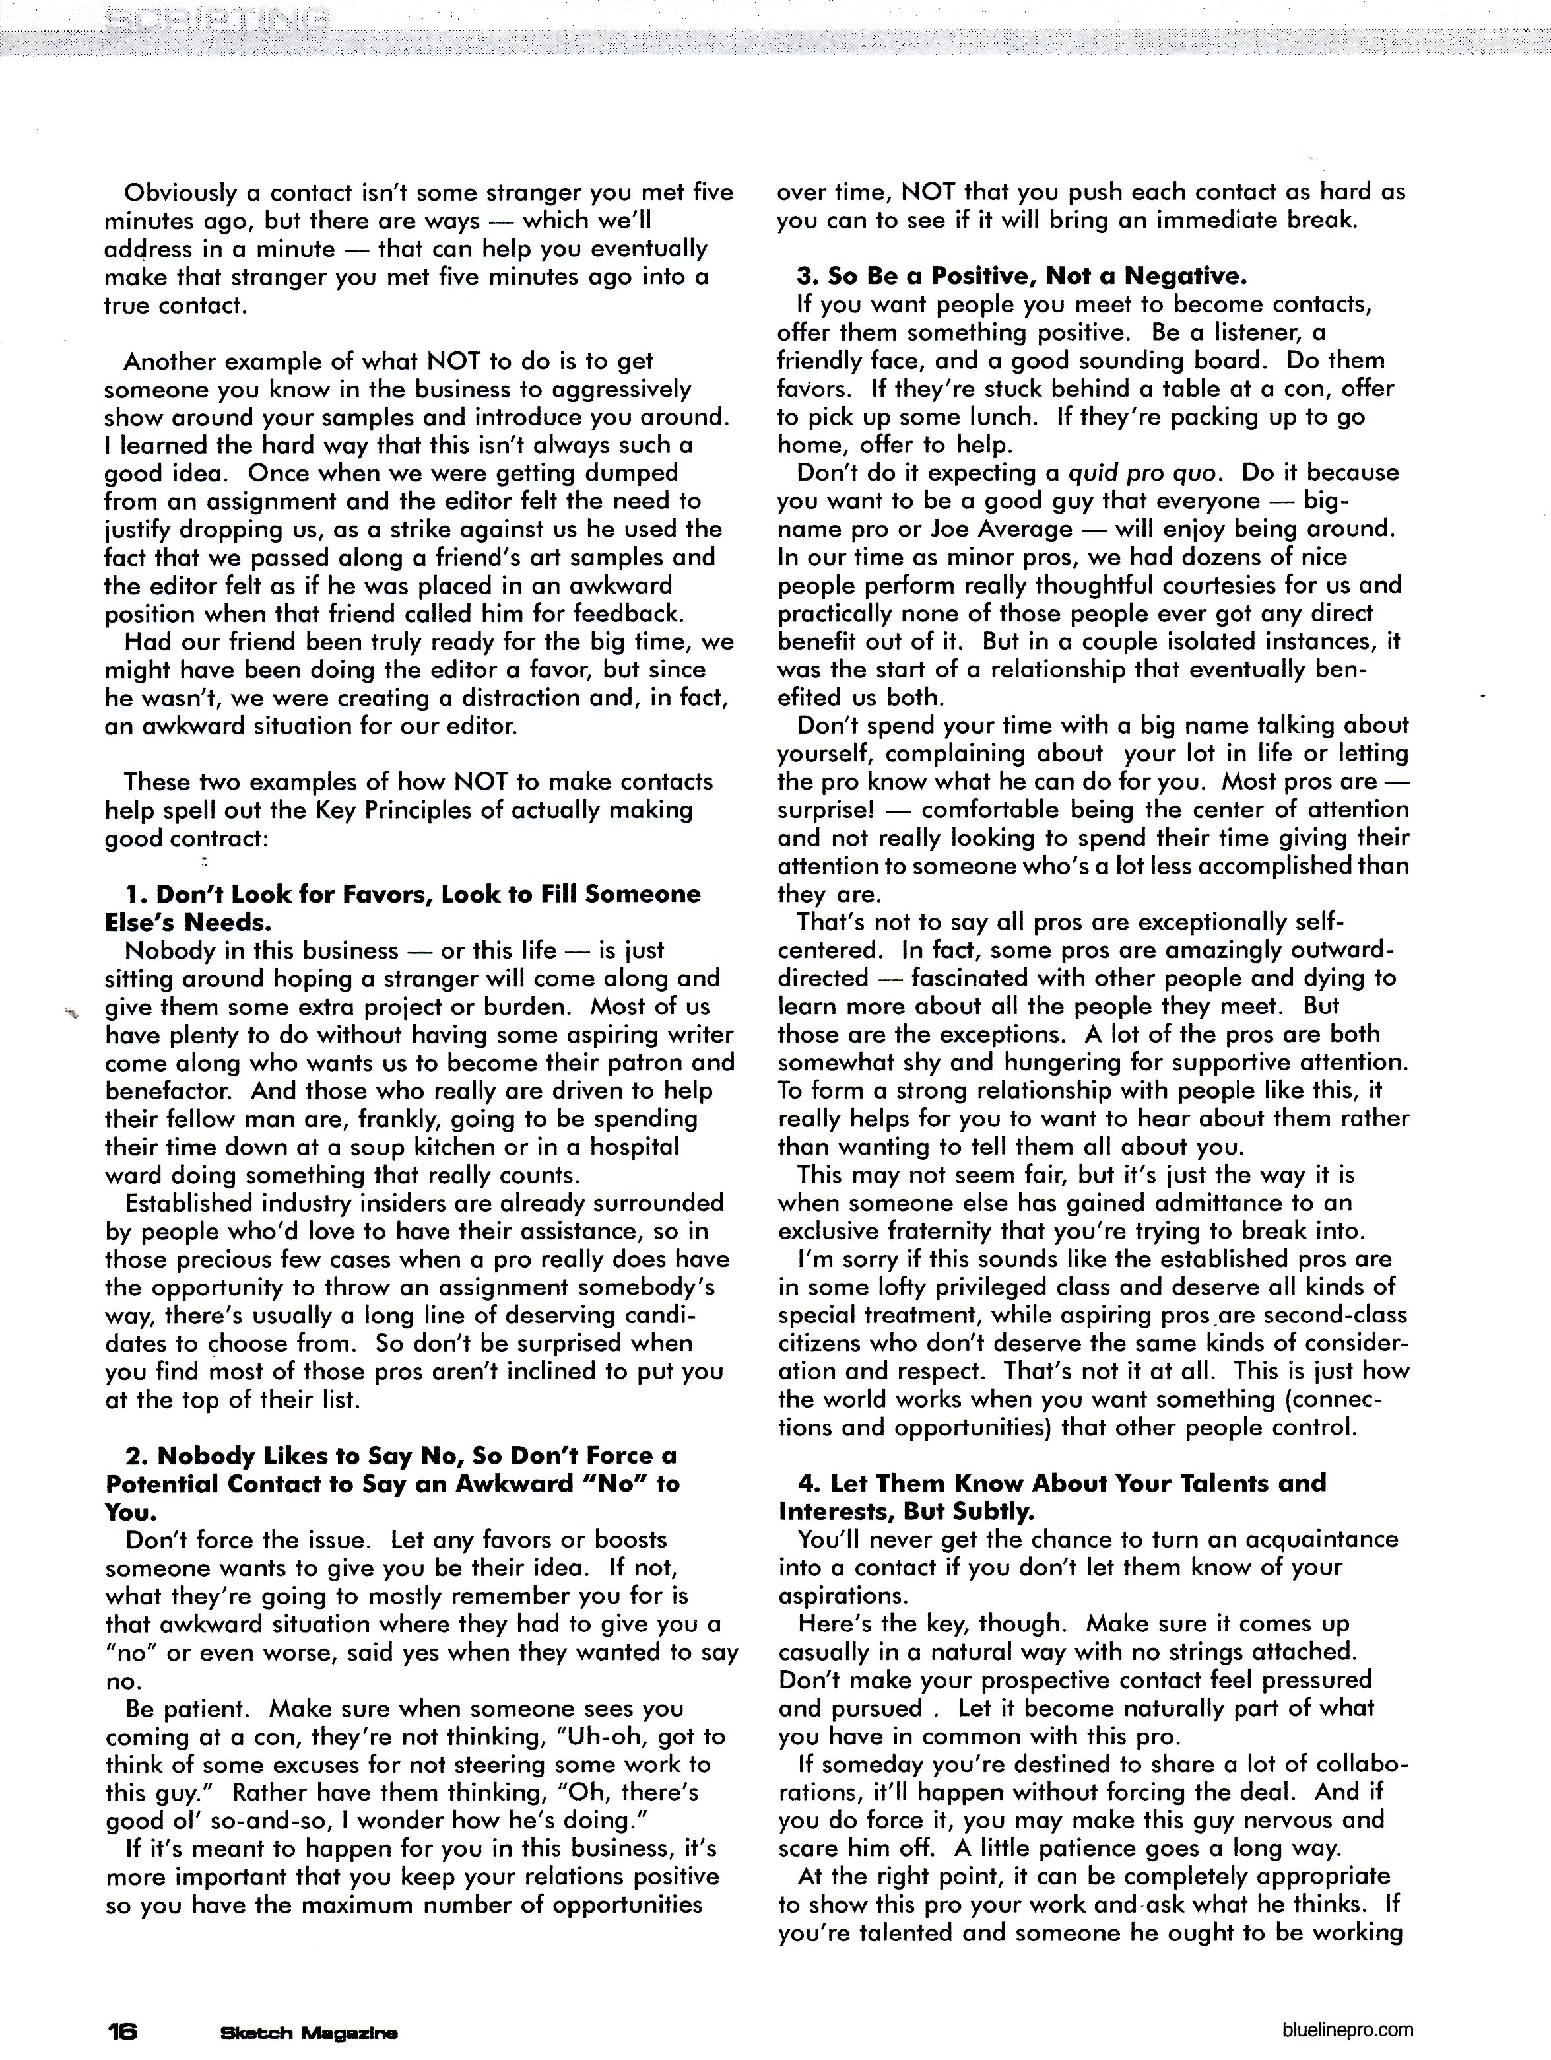 SCRIPTING
Obviously a contact isn't some stranger you met five
minutes ago, but there are ways — which we'll
address in a minute — that can help you eventually
make that stranger you met five minutes ago into a
true contact.
Another example of what NOT to do is to get
someone you know in the business to aggressively
show around your samples and introduce you around.
I learned the hard way that this isn't always such a
good idea. Once when we were getting dumped
from an assignment and the editor felt the need to
justify dropping us, as a strike against us he used the
fact that we passed along a friend's art samples and
the editor felt as if he was placed in an awkward
position when that friend called him for feedback.
Had our friend been truly ready for the big time, we
might have been doing the editor a favor, but since
he wasn't, we were creating a distraction and, in fact,
an awkward situation for our editor.
These two examples of how NOT to make contacts
help spell out the Key Principles of actually making
good contract:
1. Don't Look for Favors, Look to Fill Someone
Else's Needs.
Nobody in this business — or this life — is just
sitting around hoping a stranger will come along and
give them some extra project or burden. Most of us
have plenty to do without having some aspiring writer
come along who wants us to become their patron and
benefactor. And those who really are driven to help
their fellow man are, frankly, going to be spending
their time down at a soup kitchen or in a hospital
ward doing something that really counts.
Established industry insiders are already surrounded
by people who'd love to have their assistance, so in
those precious few cases when a pro really does have
the opportunity to throw an assignment somebody's
way, there's usually a long line of deserving candi-
dates to choose from. So don't be surprised when
you find most of those pros aren't inclined to put you
at the top of their list.
2. Nobody Likes to Say No, So Don't Force a
Potential Contact to Say an Awkward "No" to
You.
Don't force the issue. Let any favors or boosts
someone wants to give you be their idea. If not,
what they're going to mostly remember you for is
that awkward situation where they had to give you a
"no" or even worse, said yes when they wanted to say
no.
Be patient. Make sure when someone sees you
coming at a con, they're not thinking, "Uh-oh, got to
think of some excuses for not steering some work to
this guy." Rather have them thinking, "Oh, there's
good ol' so-and-so, I wonder how he's doing."
If it's meant to happen for you in this business, it's
more important that you keep your relations positive
so you have the maximum number of opportunities
over time, NOT that you push each contact as hard as
you can to see if it will bring an immediate break.
3. So Be a Positive, Not a Negative.
If you want people you meet to become contacts,
offer them something positive. Be a listener, a
friendly face, and a good sounding board. Do them
favors. If they're stuck behind a table at a con, offer
to pick up some lunch. If they're packing up to go
home, offer to help.
Don't do it expecting a quid pro quo. Do it because
you want to be a good guy that everyone — big-
name pro or Joe Average — will enjoy being around.
In our time as minor pros, we had dozens of nice
people perform really thoughtful courtesies for us and
practically none of those people ever got any direct
benefit out of it. But in a couple isolated instances, it
was the start of a relationship that eventually ben-
efited us both.
Don't spend your time with a big name talking about
yourself, complaining about your lot in life or letting
the pro know what he can do for you. Most pros are —
surprise! — comfortable being the center of attention
and not really looking to spend their time giving their
attention to someone who's a lot less accomplished than
they are.
That's not to say all pros are exceptionally self-
centered. In fact, some pros are amazingly outward-
directed — fascinated with other people and dying to
learn more about all the people they meet. But
those are the exceptions. A lot of the pros are both
somewhat shy and hungering for supportive attention.
To form a strong relationship with people like this, it
really helps for you to want to hear about them rather
than wanting to tell them all about you.
This may not seem fair, but it's just the way it is
when someone else has gained admittance to an
exclusive fraternity that you're trying to break into.
I'm sorry if this sounds like the established pros are
in some lofty privileged class and deserve all kinds of
special treatment, while aspiring pros are second-class
citizens who don't deserve the same kinds of consider-
ation and respect. That's not it at all. This is just how
the world works when you want something (connec-
tions and opportunities) that other people control.
4. Let Them Know About Your Talents and
Interests, But Subtly.
You'll never get the chance to turn an acquaintance
into a contact if you don't let them know of your
aspirations.
Here's the key, though. Make sure it comes up
casually in a natural way with no strings attached.
Don't make your prospective contact feel pressured
and pursued . Let it become naturally part of what
you have in common with this pro.
If someday you're destined to share a lot of collabo-
rations, it'll happen without forcing the deal. And if
you do force it, you may make this guy nervous and
scare him off. A little patience goes a long way.
At the right point, it can be completely appropriate
to show this pro your work and ask what he thinks. If
you're talented and someone he ought to be working
16 Sketch Magazine blueline​pro.com